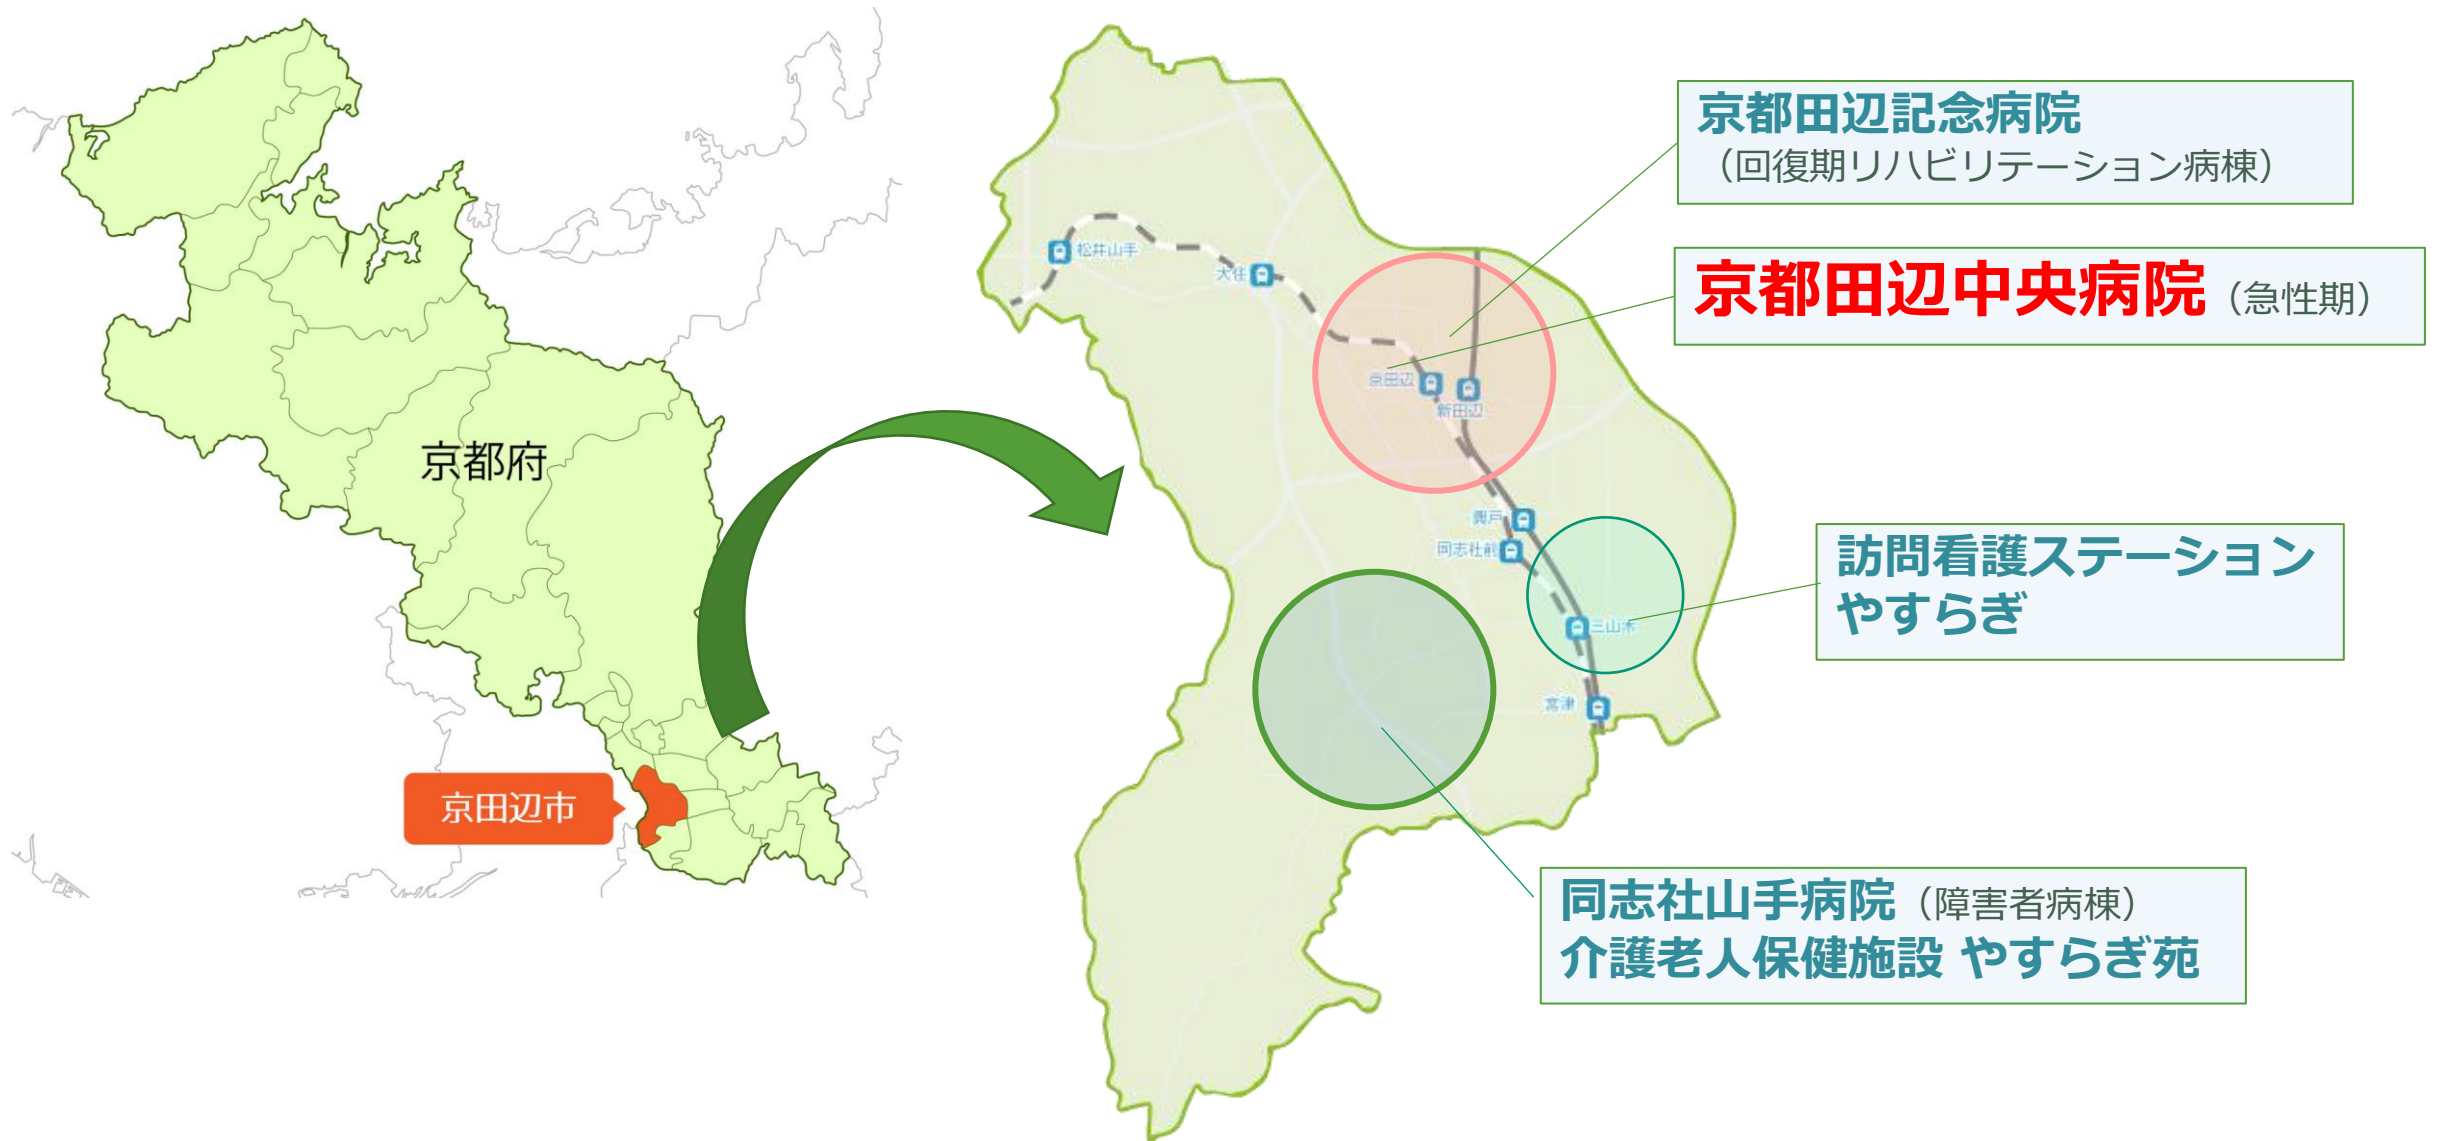 京都府
京田辺市
松井山手
大住
京田辺
新田辺
興戸
同志社前
三山木
宮津
京都田辺記念病院
（回復期リハビリテーション病棟）
京都田辺中央病院（急性期）
訪問看護ステーション
やすらぎ
同志社山手病院（障害者病棟）
介護老人保健施設 やすらぎ苑